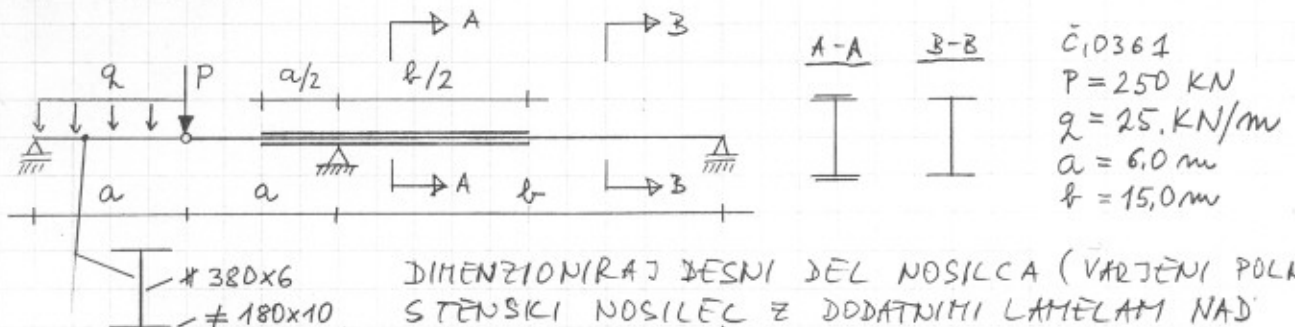 A B
A-A B-B Č,0361
q P a/2 b/2 P = 250 KN
q = 25. KN/m
a = 6,0 m
b = 15,0 m
A B
a a b
≠ 380x6 DIMENZIONIRAJ DESNI DEL NOSILCA (VARJENI POLN
≠ 180x10 STENSKI NOSILEC Z DODATNIMI LAMELAM NAD